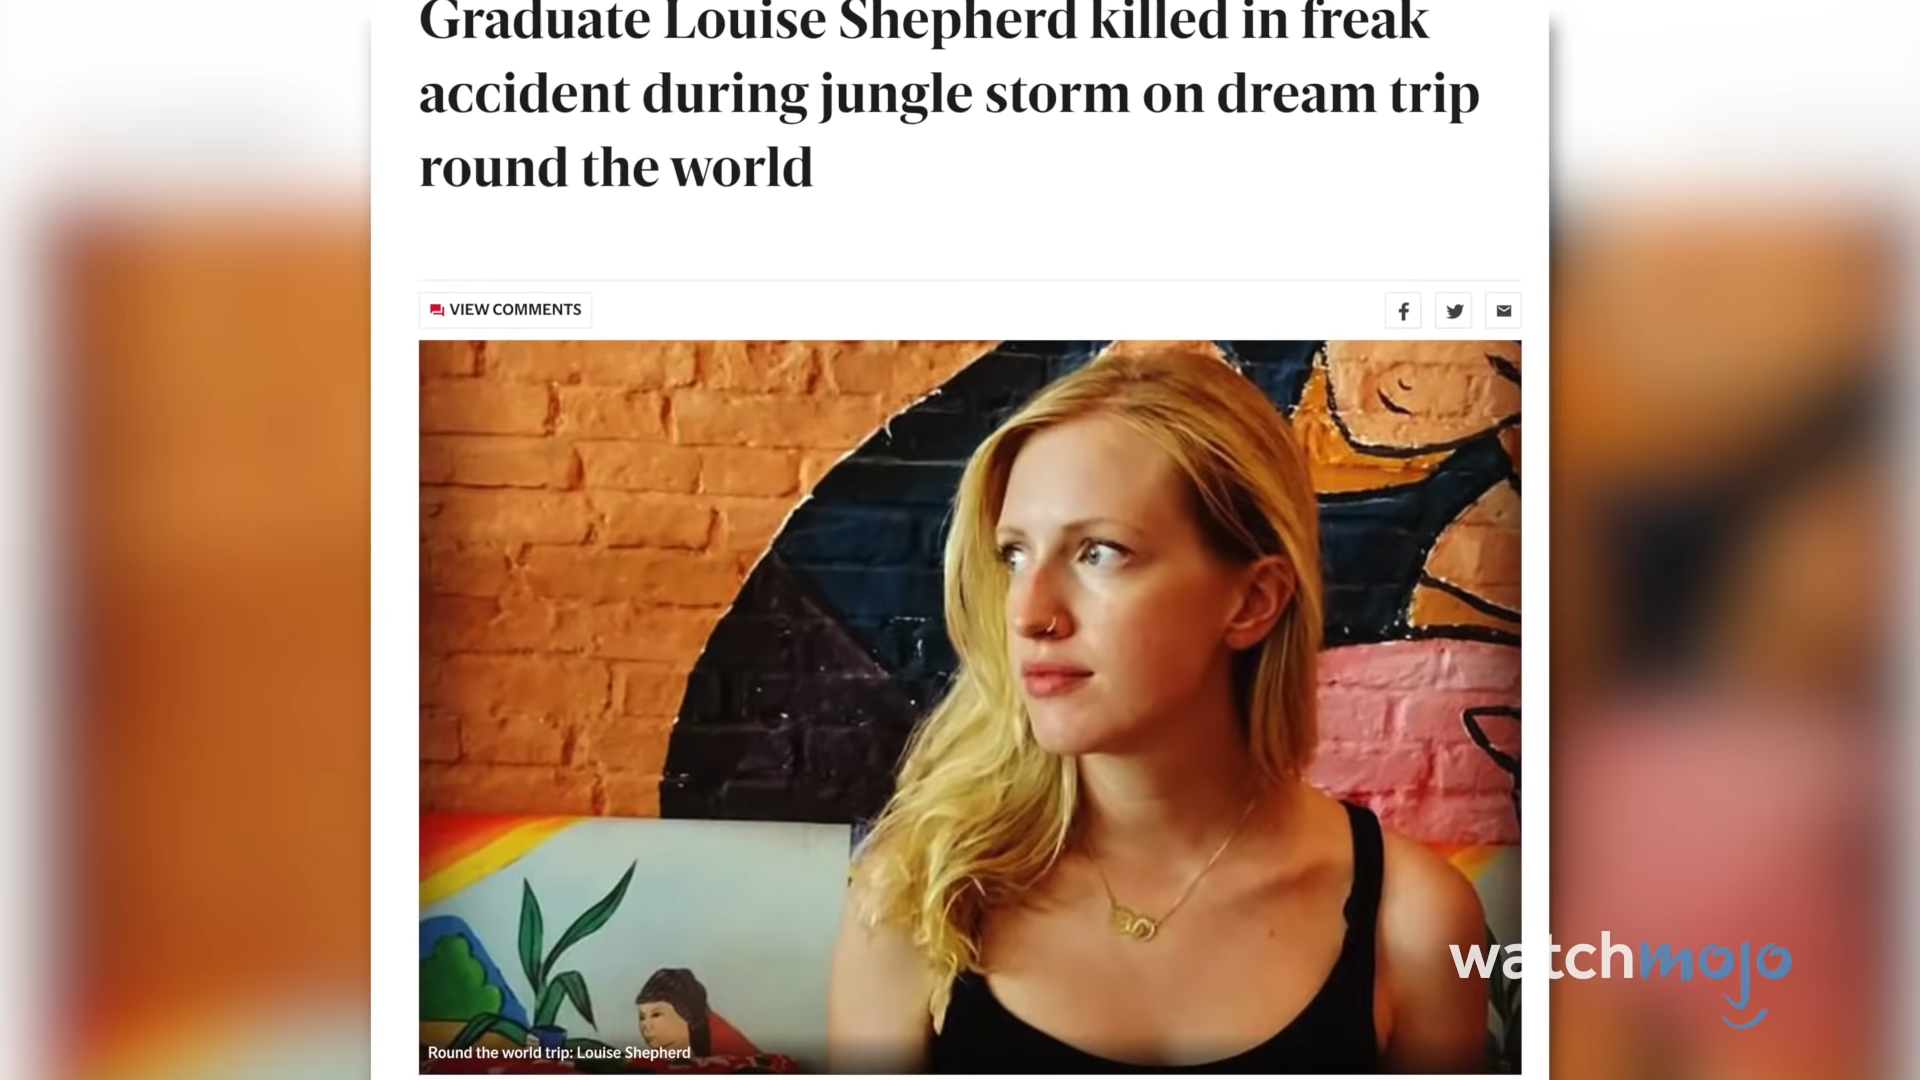 Graduate Louise Shepherd killed in freak
accident during jungle storm on dream trip
round the world
VIEW COMMENTS
Round the world trip: Louise Shepherd
watchmojo